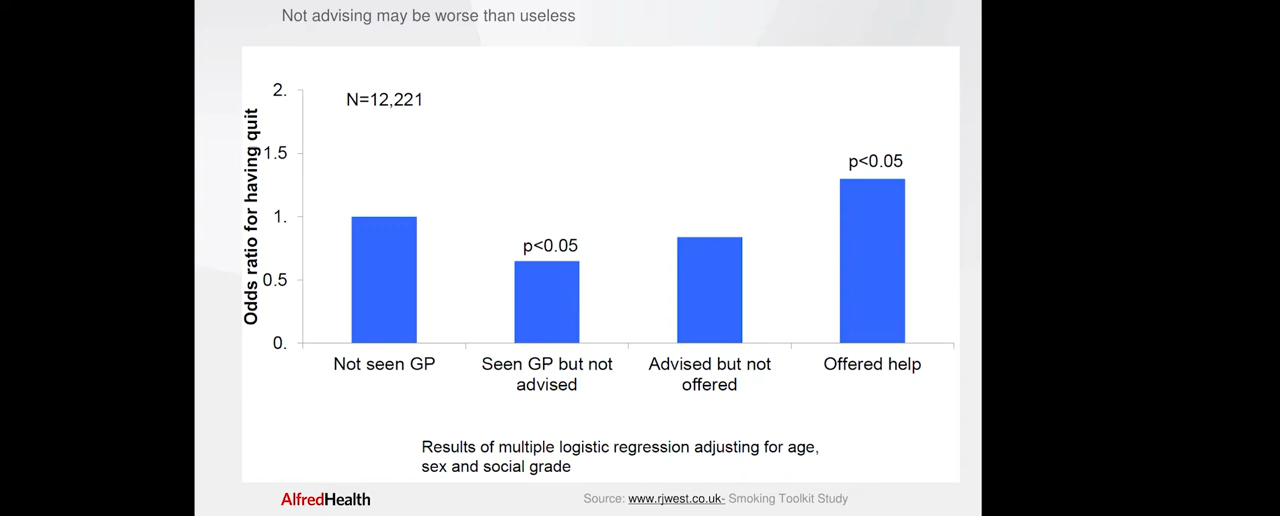 Not advising may be worse than useless
2.
N=12,221
1.5
p<0.05
1.
p<0.05
0.5
0.
Odds ratio for having quit
Not seen GP
Seen GP but not
advised
Advised but not
offered
Offered help
Results of multiple logistic regression adjusting for age,
sex and social grade
AlfredHealth
Source: www.rjwest.co.uk- Smoking Toolkit Study